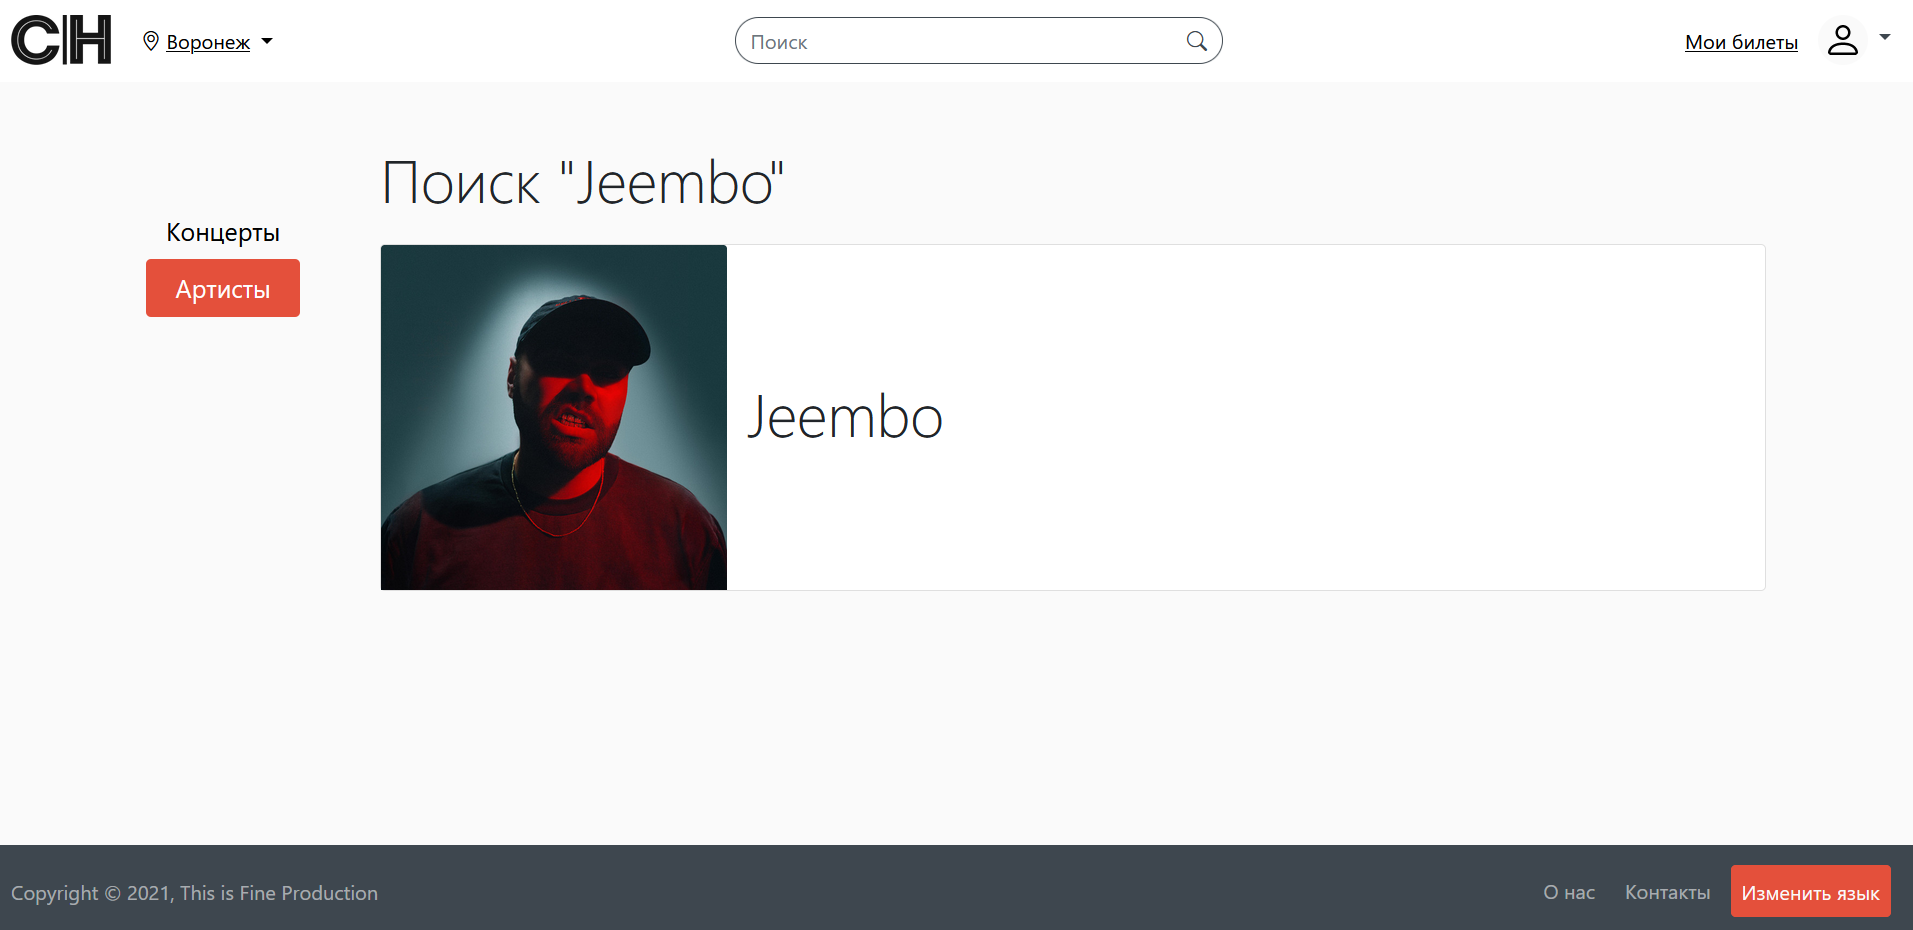 CH
Воронеж
Поиск
Мои билеты
Поиск "Jeembo"
Концерты
Артисты
Jeembo
Copyright © 2021, This is Fine Production
О нас
Контакты
Изменить язык